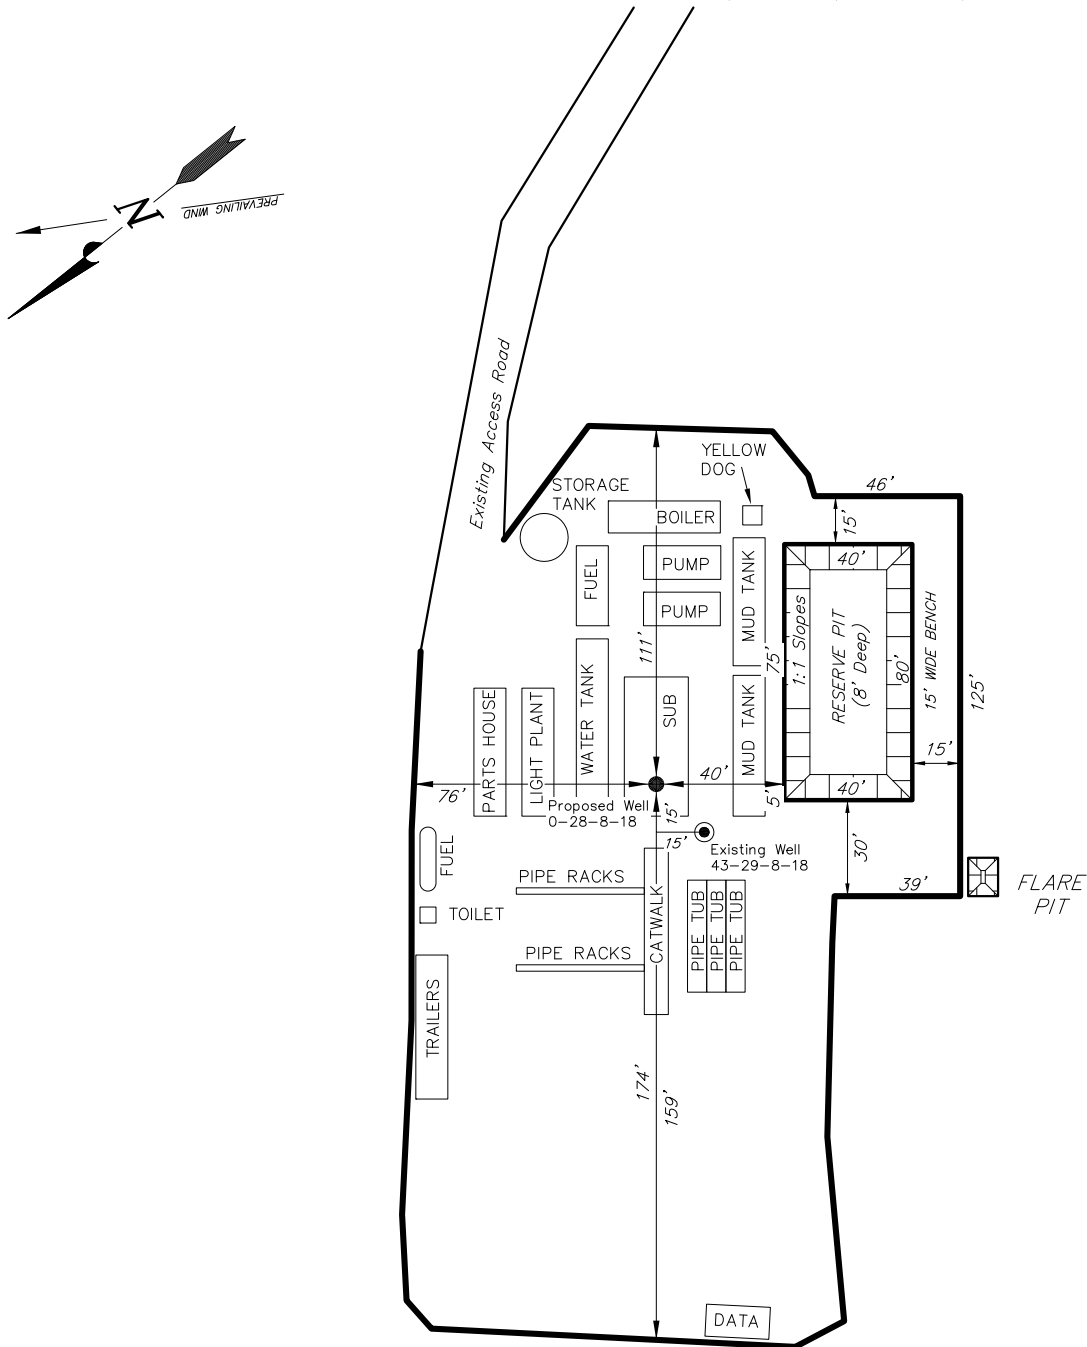 N
PREVAILING WIND
Existing Access Road
YELLOW
DOG
46'
STORAGE
TANK
BOILER
15'
40'
FUEL
PUMP
PUMP
MUD TANK
111'
75'
1:1 Slopes
RESERVE PIT
(8' Deep)
80'
15' WIDE BENCH
125'
PARTS HOUSE
LIGHT PLANT
WATER TANK
SUB
MUD TANK
15'
76'
40'
5'
40'
Proposed Well
O-28-8-18
15'
15'
Existing Well
43-29-8-18
30'
FUEL
PIPE RACKS
39'
FLARE
PIT
TOILET
CATWALK
PIPE TUB
PIPE TUB
PIPE TUB
PIPE RACKS
TRAILERS
174'
159'
DATA